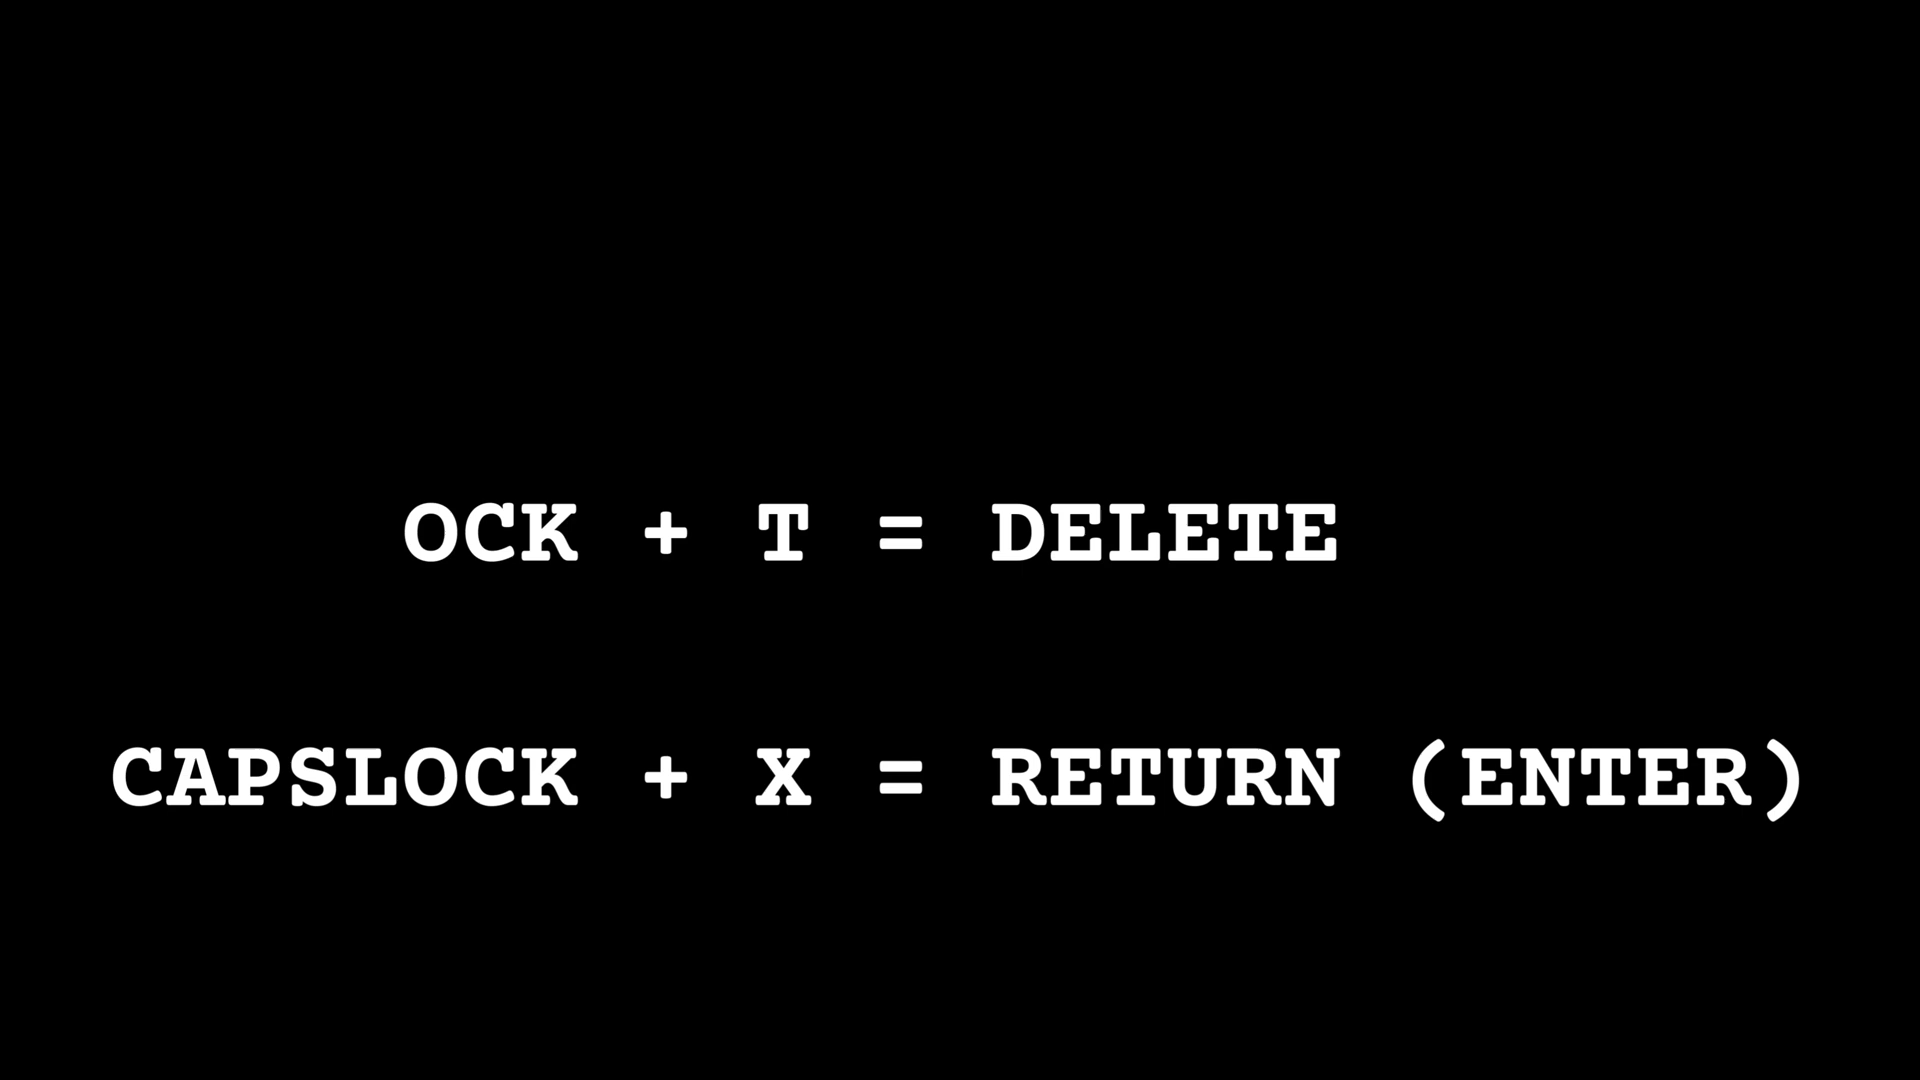 OCK + T = DELETE
CAPSLOCK + X = RETURN (ENTER)